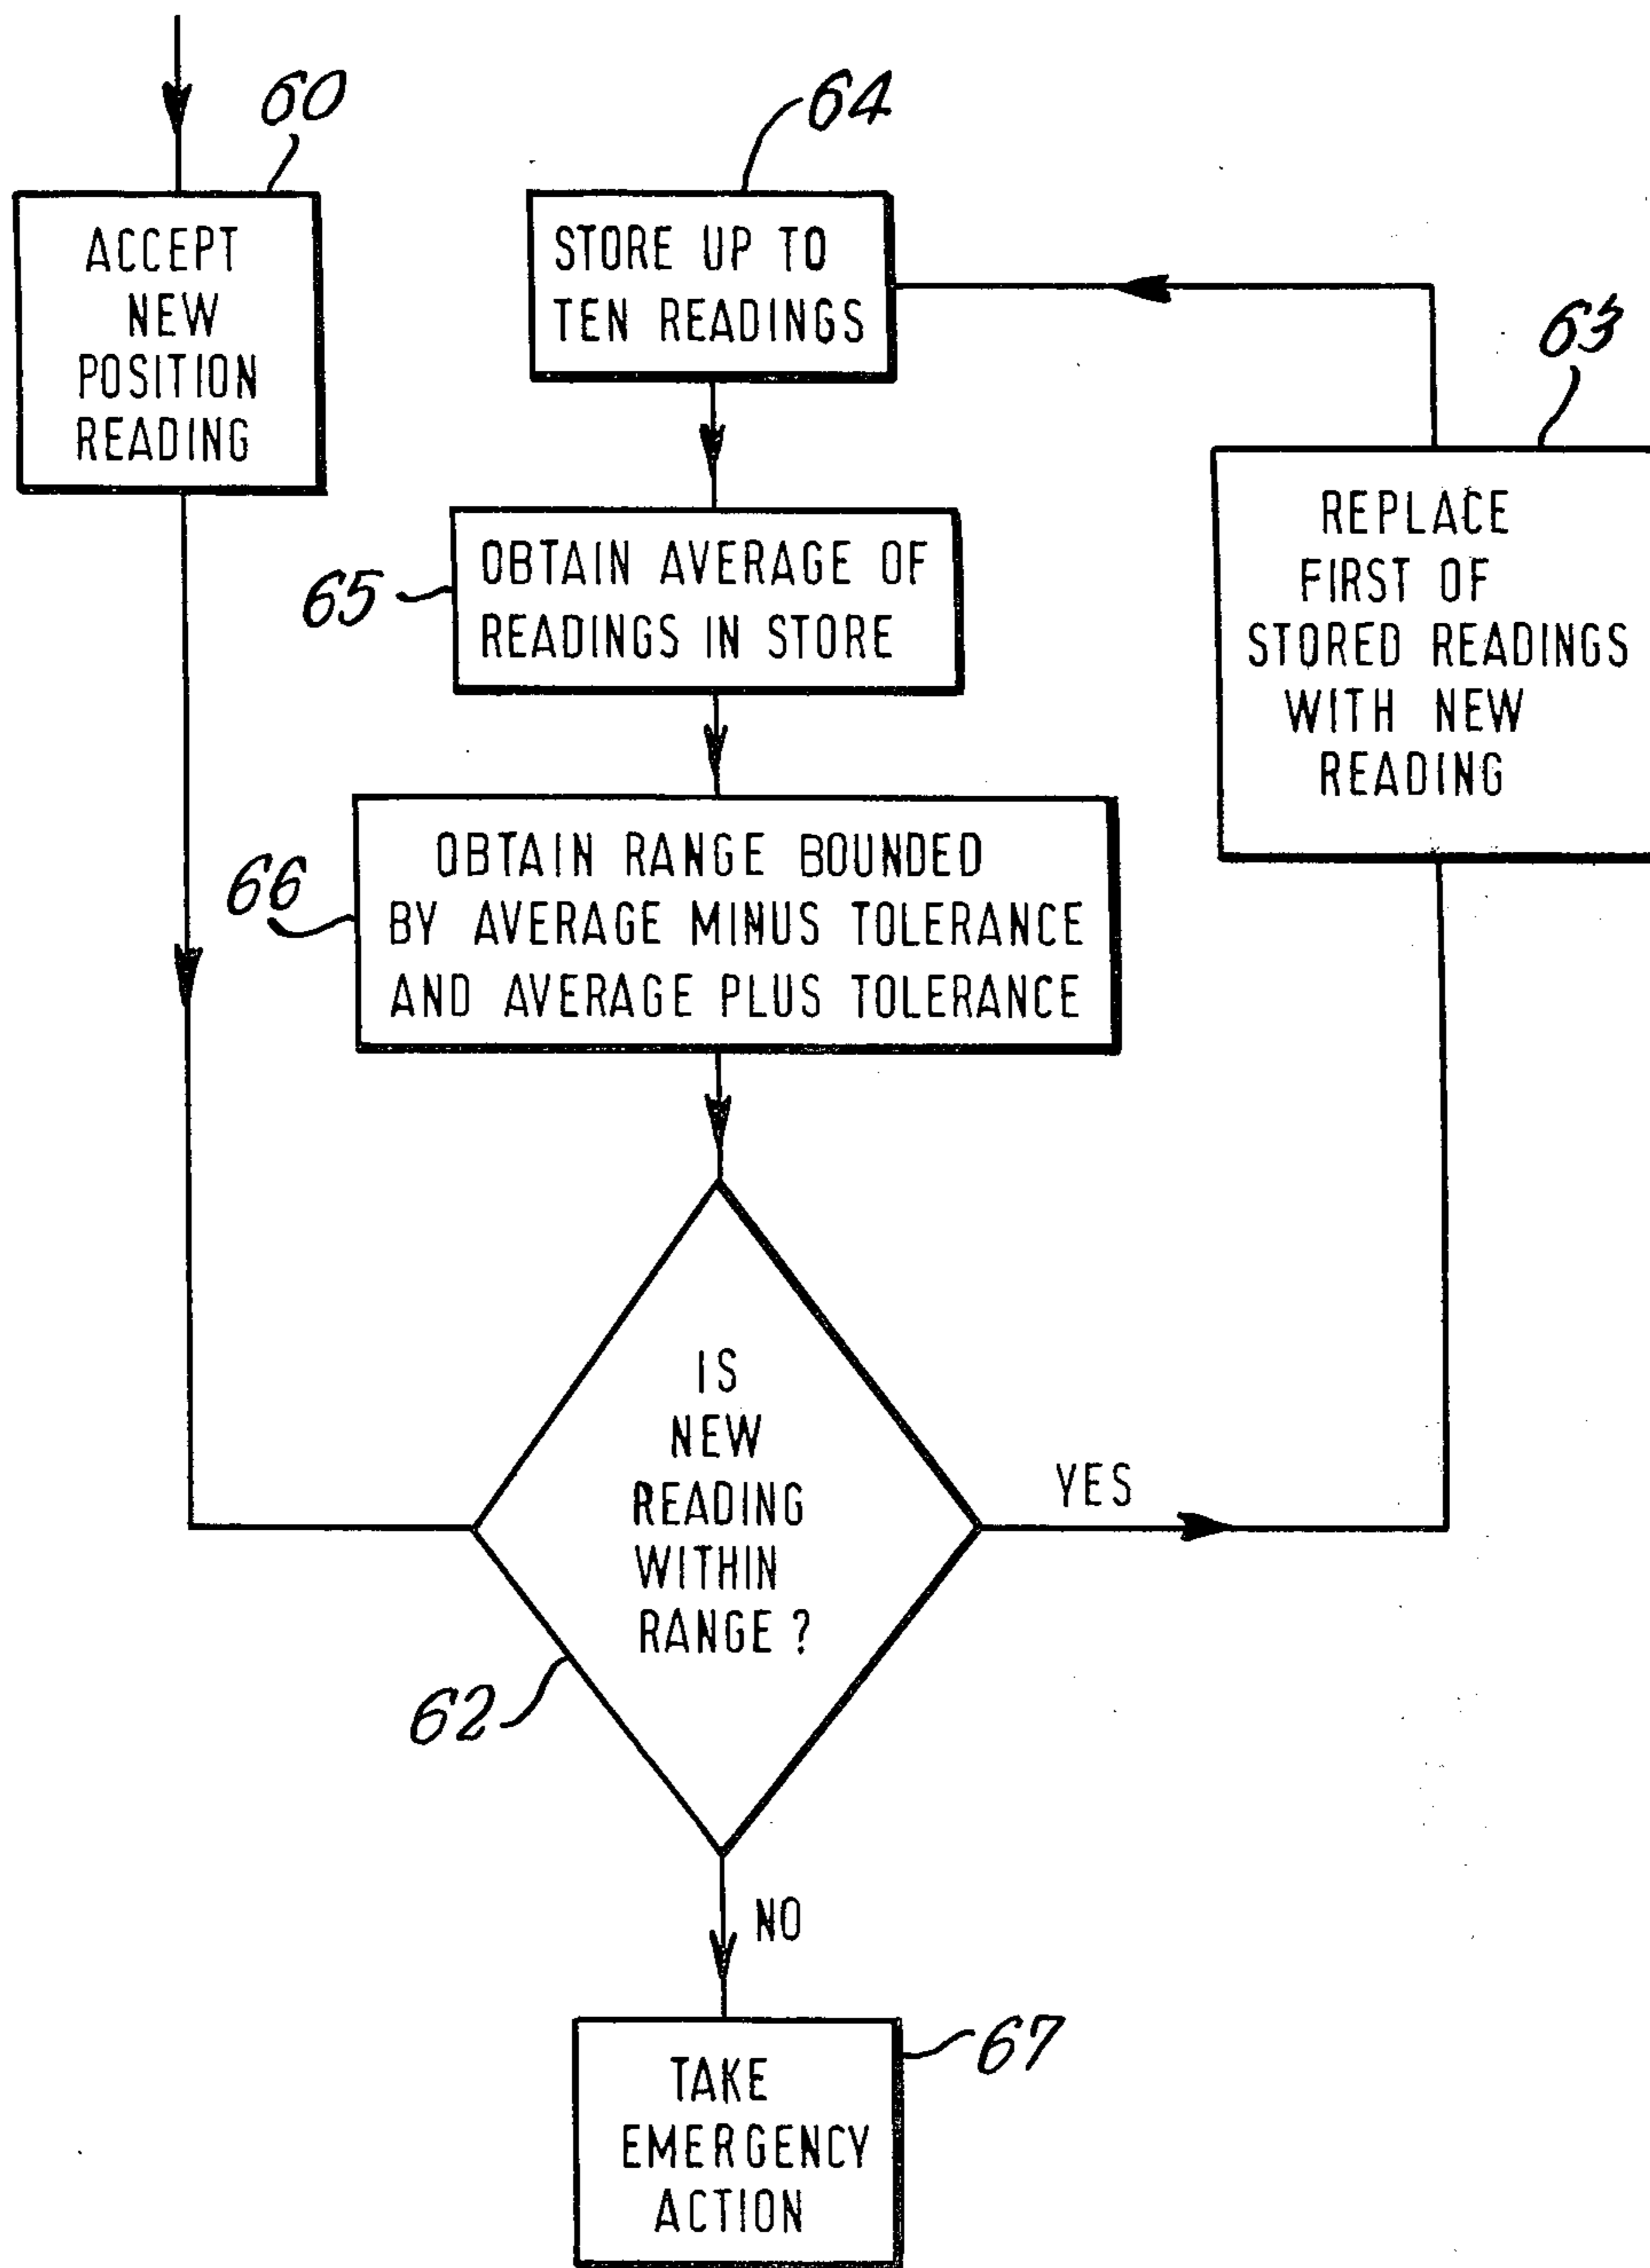 60
ACCEPT
NEW
POSITION
READING
64
STORE UP TO
TEN READINGS
63
REPLACE
FIRST OF
STORED READINGS
WITH NEW
READING
65
OBTAIN AVERAGE OF
READINGS IN STORE
66
OBTAIN RANGE BOUNDED
BY AVERAGE MINUS TOLERANCE
AND AVERAGE PLUS TOLERANCE
IS
NEW
READING
WITHIN
RANGE ?
62
YES
NO
67
TAKE
EMERGENCY
ACTION